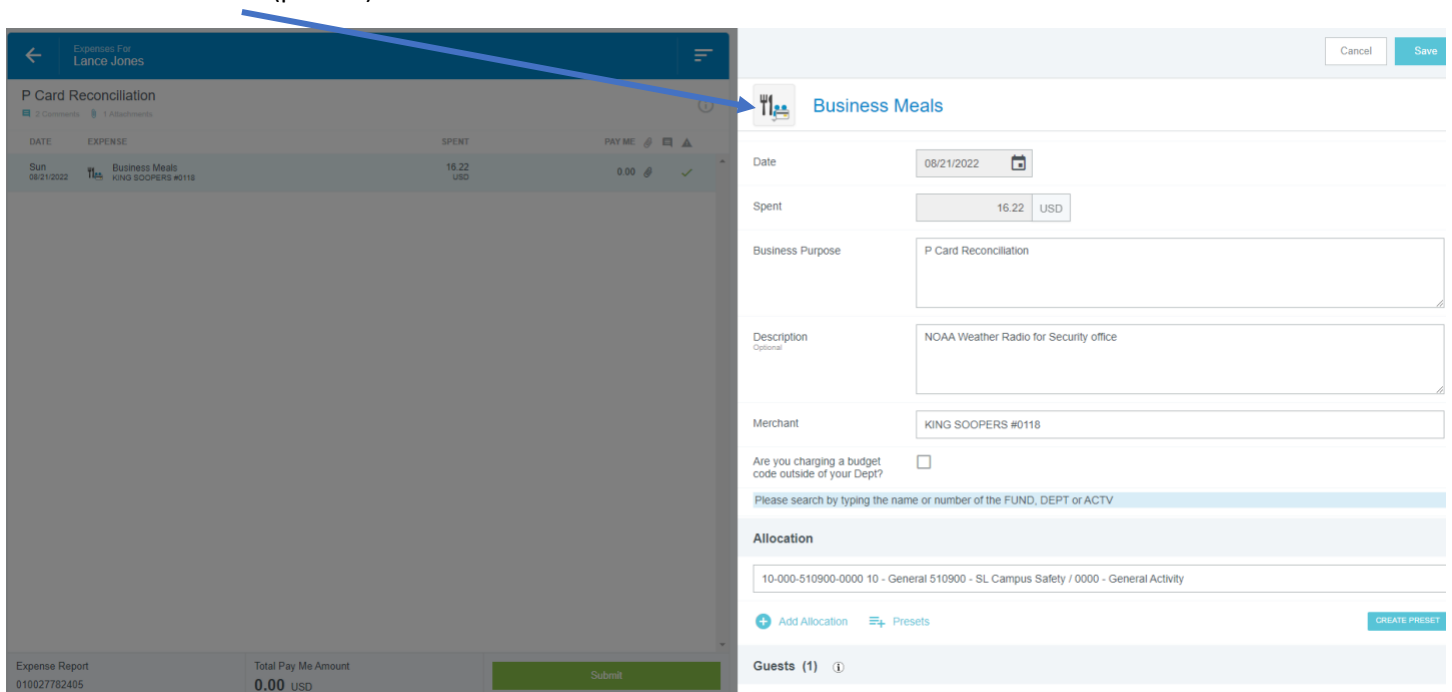 Expenses For
Lance Jones
P Card Reconciliation
2 Comments 1 Attachments
DATE EXPENSE SPENT PAY ME
Sun
08/21/2022
Business Meals
KING SOOPERS #0118
16.22
USD
0.00
Expense Report
010027782405
Total Pay Me Amount
0.00 USD
Submit
Cancel Save
Business Meals
Date 08/21/2022
Spent 16.22 USD
Business Purpose P Card Reconciliation
Description NOAA Weather Radio for Security office
Optional
Merchant KING SOOPERS #0118
Are you charging a budget
code outside of your Dept?
Please search by typing the name or number of the FUND, DEPT or ACTV
Allocation
10-000-510900-0000 10 - General 510900 - SL Campus Safety / 0000 - General Activity
Add Allocation Presets CREATE PRESET
Guests (1)